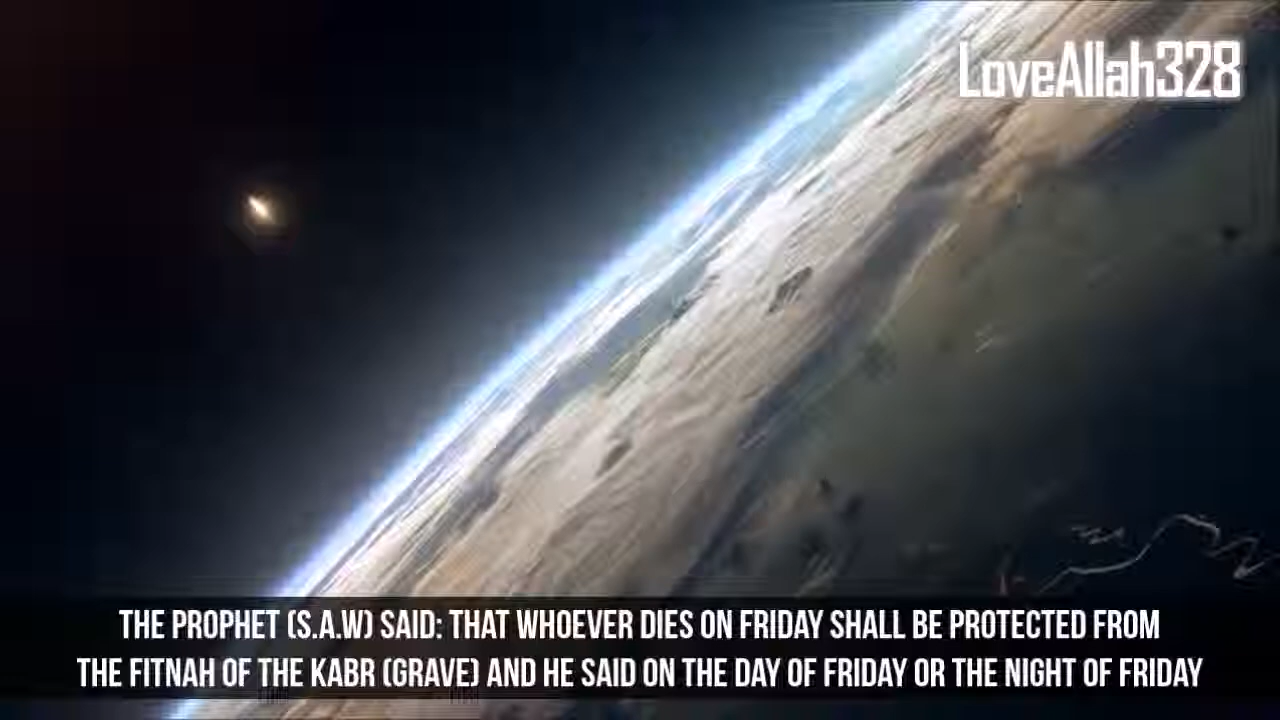 LoveAllah328
THE PROPHET (S.A.W) SAID: THAT WHOEVER DIES ON FRIDAY SHALL BE PROTECTED FROM
THE FITNAH OF THE KABR (GRAVE) AND HE SAID ON THE DAY OF FRIDAY OR THE NIGHT OF FRIDAY